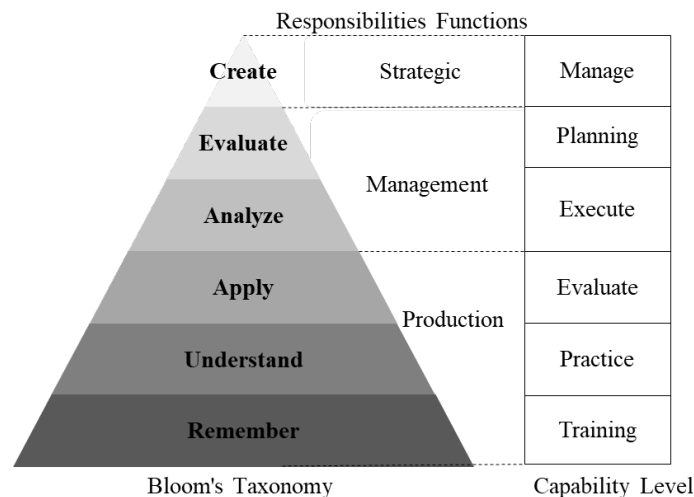 Responsibilities Functions
Create Strategic Manage
Evaluate Planning
Management
Analyze Execute
Apply Evaluate
Production
Understand Practice
Remember Training
Bloom's Taxonomy Capability Level